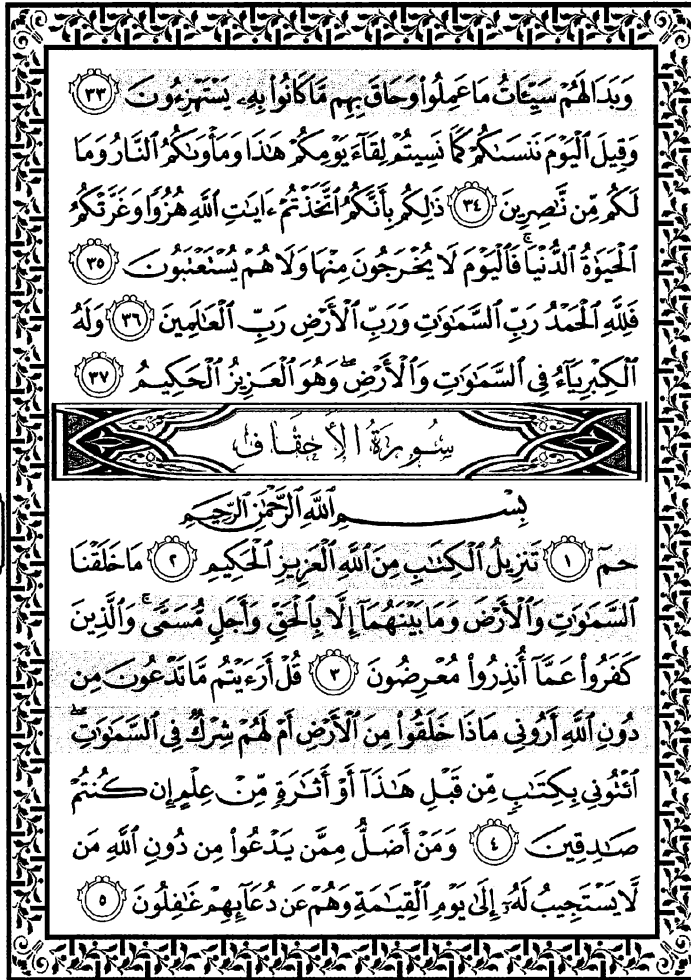 وَبَدَا لَهُمْ سَيِّـَٔاتُ مَا عَمِلُوا۟ وَحَاقَ بِهِم مَّا كَانُوا۟ بِهِۦ يَسْتَهْزِءُونَ ٣٣
وَقِيلَ ٱلْيَوْمَ نَنسَىٰكُمْ كَمَا نَسِيتُمْ لِقَآءَ يَوْمِكُمْ هَـٰذَا وَمَأْوَىٰكُمُ ٱلنَّارُ وَمَا
لَكُم مِّن نَّـٰصِرِينَ ٣٤ ذَٰلِكُم بِأَنَّكُمُ ٱتَّخَذْتُمْ ءَايَـٰتِ ٱللَّهِ هُزُوًا وَغَرَّتْكُمُ
ٱلْحَيَوٰةُ ٱلدُّنْيَا ۚ فَٱلْيَوْمَ لَا يُخْرَجُونَ مِنْهَا وَلَا هُمْ يُسْتَعْتَبُونَ ٣٥
فَلِلَّهِ ٱلْحَمْدُ رَبِّ ٱلسَّمَـٰوَٰتِ وَرَبِّ ٱلْأَرْضِ رَبِّ ٱلْعَـٰلَمِينَ ٣٦ وَلَهُ
ٱلْكِبْرِيَآءُ فِى ٱلسَّمَـٰوَٰتِ وَٱلْأَرْضِ ۖ وَهُوَ ٱلْعَزِيزُ ٱلْحَكِيمُ ٣٧
سُورَةُ الأَحْقَافِ
بِسْمِ ٱللَّهِ ٱلرَّحْمَـٰنِ ٱلرَّحِيمِ
حمٓ ١ تَنزِيلُ ٱلْكِتَـٰبِ مِنَ ٱللَّهِ ٱلْعَزِيزِ ٱلْحَكِيمِ ٢ مَا خَلَقْنَا
ٱلسَّمَـٰوَٰتِ وَٱلْأَرْضَ وَمَا بَيْنَهُمَآ إِلَّا بِٱلْحَقِّ وَأَجَلٍ مُّسَمًّى ۚ وَٱلَّذِينَ
كَفَرُوا۟ عَمَّآ أُنذِرُوا۟ مُعْرِضُونَ ٣ قُلْ أَرَءَيْتُم مَّا تَدْعُونَ مِن
دُونِ ٱللَّهِ أَرُونِى مَاذَا خَلَقُوا۟ مِنَ ٱلْأَرْضِ أَمْ لَهُمْ شِرْكٌ فِى ٱلسَّمَـٰوَٰتِ ۖ
ٱئْتُونِى بِكِتَـٰبٍ مِّن قَبْلِ هَـٰذَآ أَوْ أَثَـٰرَةٍ مِّنْ عِلْمٍ إِن كُنتُمْ
صَـٰدِقِينَ ٤ وَمَنْ أَضَلُّ مِمَّن يَدْعُوا۟ مِن دُونِ ٱللَّهِ مَن
لَّا يَسْتَجِيبُ لَهُۥٓ إِلَىٰ يَوْمِ ٱلْقِيَـٰمَةِ وَهُمْ عَن دُعَآئِهِمْ غَـٰفِلُونَ ٥